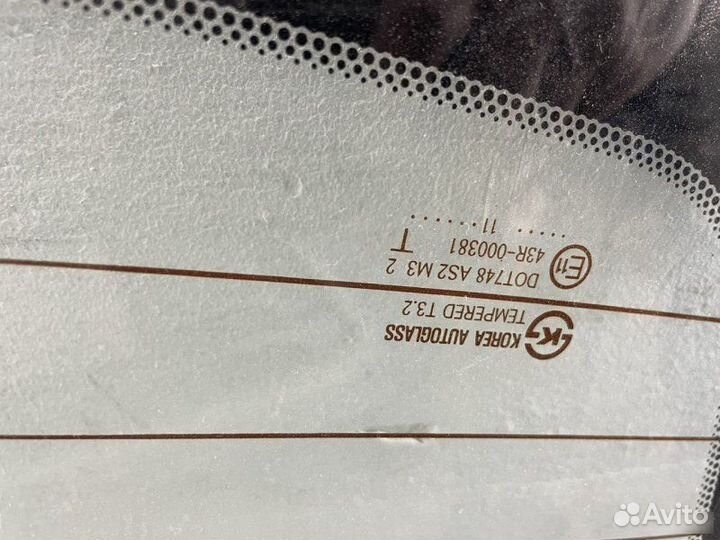 K KOREA AUTOGLASS
TEMPERED T3.2
DOT748 AS2 M3 2
E11 43R-000381 T
.. 11 .......
Avito